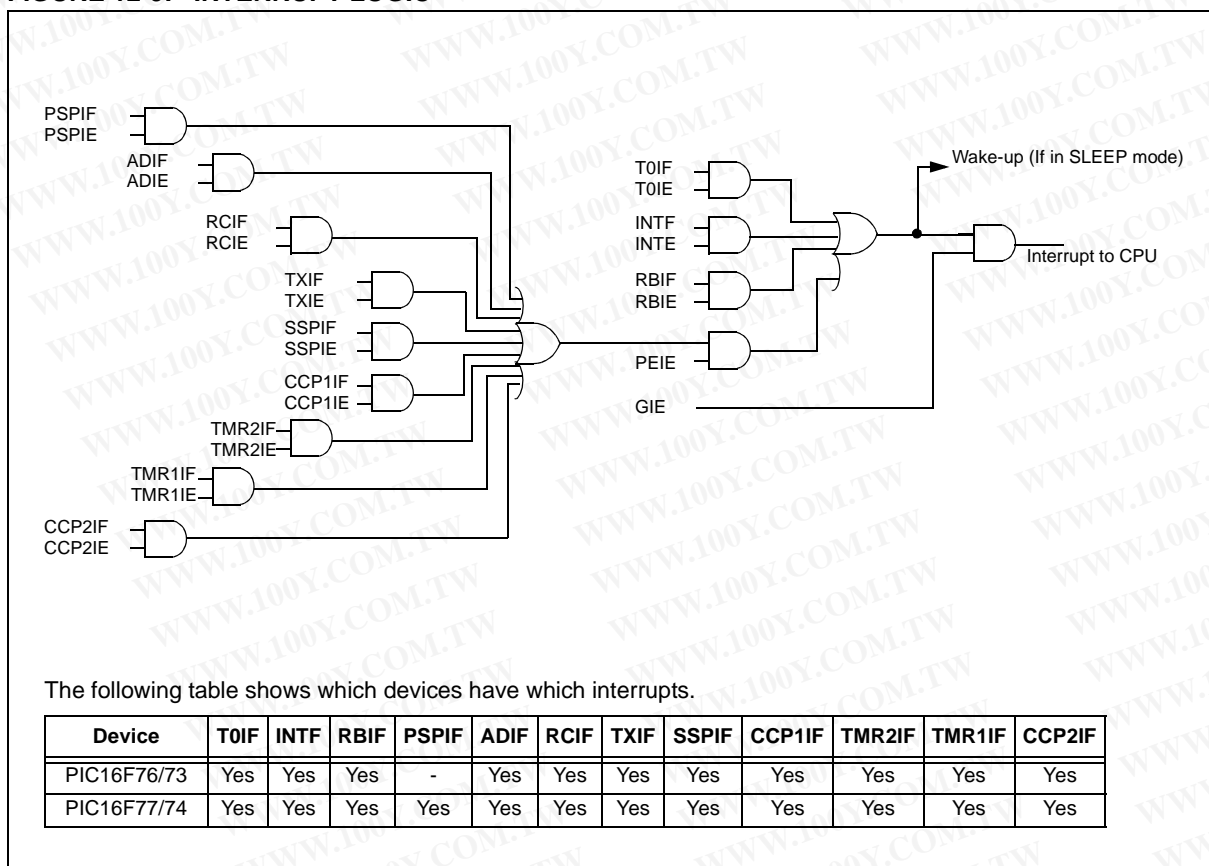 PSPIF
PSPIE
ADIF
ADIE
RCIF
RCIE
TXIF
TXIE
SSPIF
SSPIE
CCP1IF
CCP1IE
TMR2IF
TMR2IE
TMR1IF
TMR1IE
CCP2IF
CCP2IE
T0IF
T0IE
INTF
INTE
RBIF
RBIE
PEIE
GIE
Wake-up (If in SLEEP mode)
Interrupt to CPU
The following table shows which devices have which interrupts.
Device T0IF INTF RBIF PSPIF ADIF RCIF TXIF SSPIF CCP1IF TMR2IF TMR1IF CCP2IF
PIC16F76/73 Yes Yes Yes - Yes Yes Yes Yes Yes Yes Yes Yes
PIC16F77/74 Yes Yes Yes Yes Yes Yes Yes Yes Yes Yes Yes Yes
WWW.100Y.COM.TW